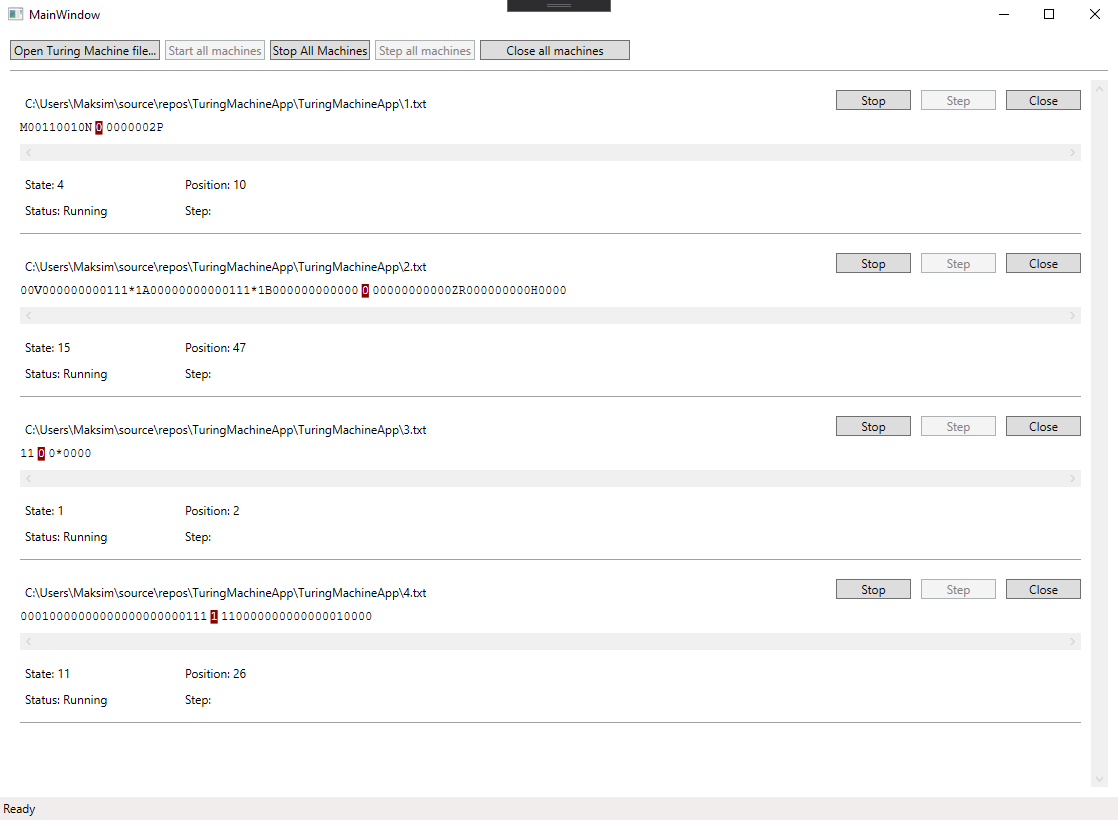 MainWindow
Open Turing Machine file... Start all machines Stop All Machines Step all machines Close all machines
C:\Users\Maksim\source\repos\TuringMachineApp\TuringMachineApp\1.txt Stop Step Close
M00110010N 0 0000002P
State: 4 Position: 10
Status: Running Step:
C:\Users\Maksim\source\repos\TuringMachineApp\TuringMachineApp\2.txt Stop Step Close
00V000000000111*1A00000000000111*1B000000000000 0 00000000000ZR000000000H0000
State: 15 Position: 47
Status: Running Step:
C:\Users\Maksim\source\repos\TuringMachineApp\TuringMachineApp\3.txt Stop Step Close
11 0 0*0000
State: 1 Position: 2
Status: Running Step:
C:\Users\Maksim\source\repos\TuringMachineApp\TuringMachineApp\4.txt Stop Step Close
00010000000000000000000111 1 110000000000000010000
State: 11 Position: 26
Status: Running Step:
Ready